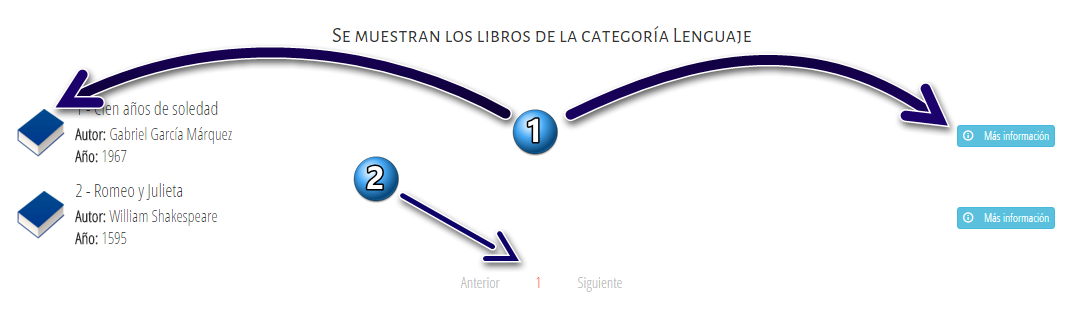 Se muestran los libros de la categoría Lenguaje
1 - Cien años de soledad
1
Autor: Gabriel García Márquez
Más información
Año: 1967
2
2 - Romeo y Julieta
Autor: William Shakespeare
Más información
Año: 1595
Anterior 1 Siguiente